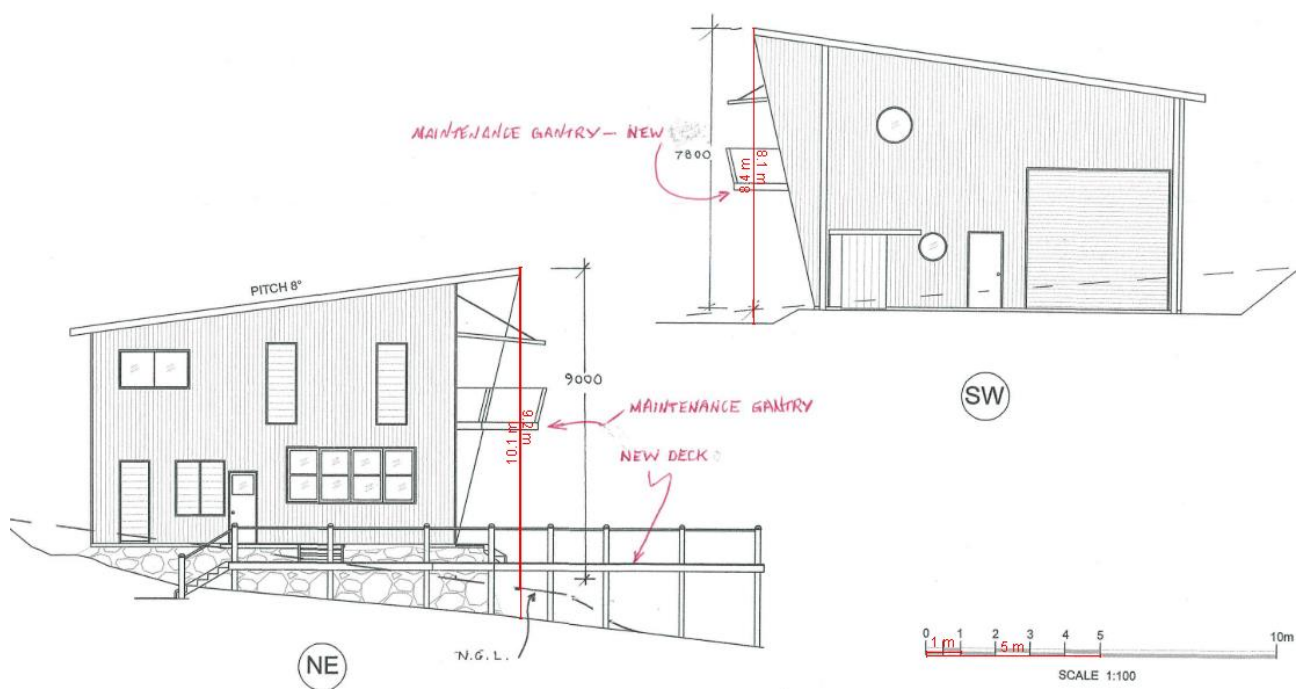 MAINTENANCE GANTRY - NEW
7800
8.1 m
8.4 m
PITCH 8°
9000
9.2 m
10.1 m
MAINTENANCE GANTRY
NEW DECK
SW
NE
N.G.L.
0 1 2 3 4 5 10m
1 m 5 m
SCALE 1:100